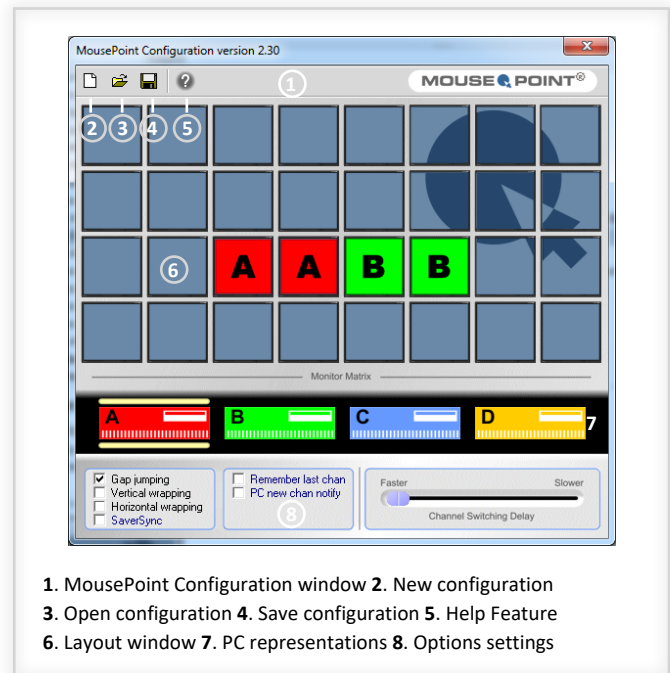 MousePoint Configuration version 2.30
x
?
1
MOUSE POINT®
2 3 4 5
6 A A B B
Monitor Matrix
A B C D 7
Gap jumping
Vertical wrapping
Horizontal wrapping
SaverSync
Remember last chan
PC new chan notify
8
Faster Slower
Channel Switching Delay
1. MousePoint Configuration window 2. New configuration
3. Open configuration 4. Save configuration 5. Help Feature
6. Layout window 7. PC representations 8. Options settings